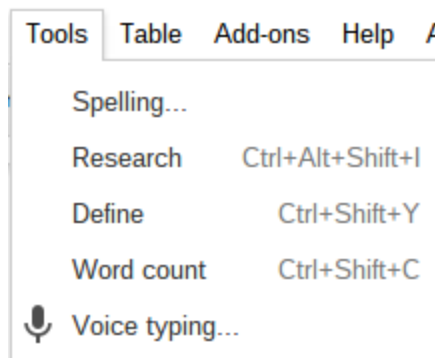 Tools Table Add-ons Help
Spelling...
Research Ctrl+Alt+Shift+I
Define Ctrl+Shift+Y
Word count Ctrl+Shift+C
Voice typing...